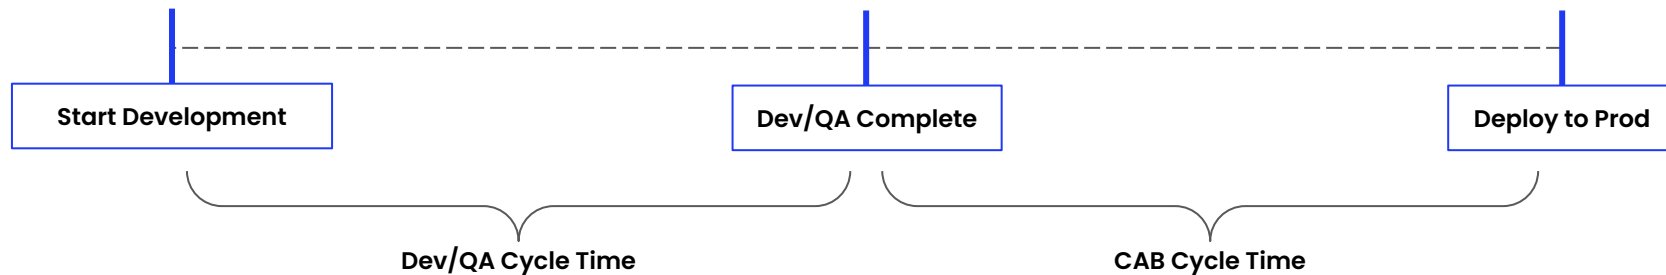 Start Development
Dev/QA Complete
Deploy to Prod
Dev/QA Cycle Time
CAB Cycle Time